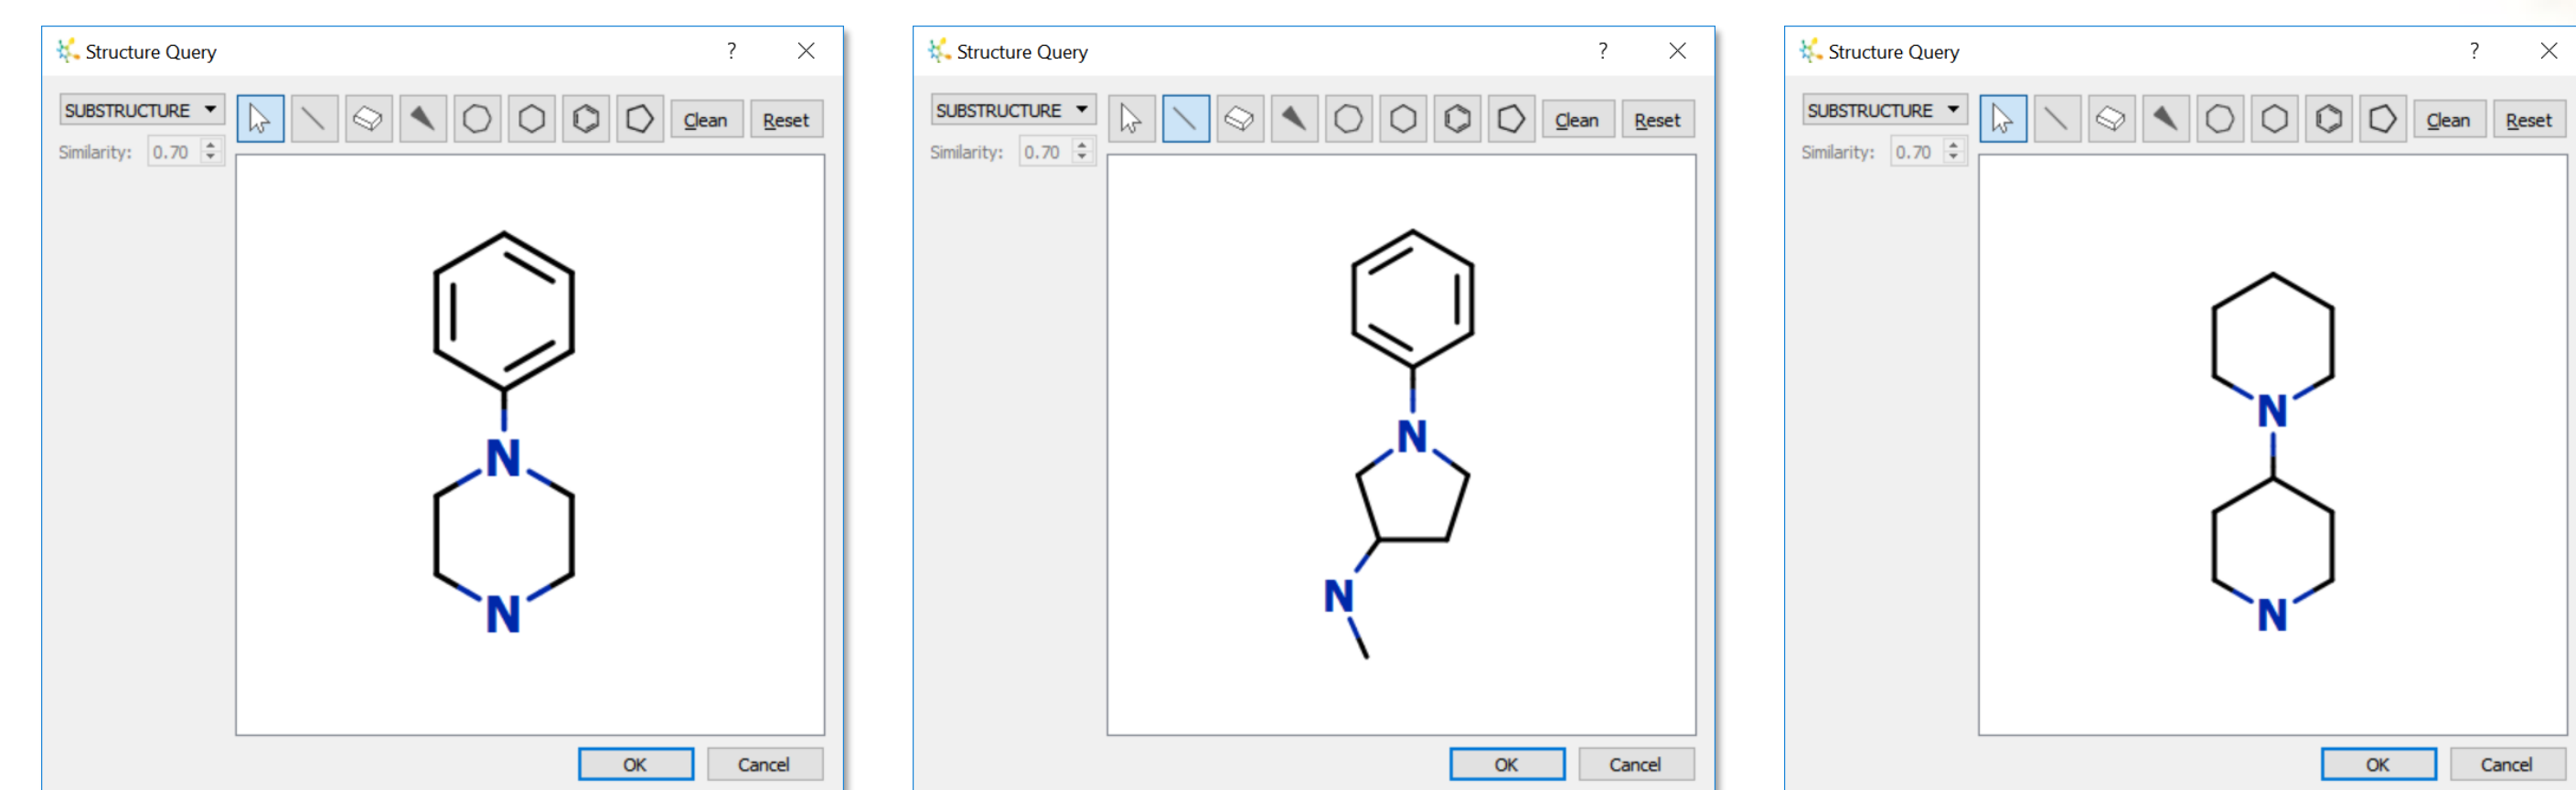 Structure Query ?
SUBSTRUCTURE Clean Reset
Similarity: 0.70
N
N
OK Cancel
Structure Query ?
SUBSTRUCTURE Clean Reset
Similarity: 0.70
N
N
OK Cancel
Structure Query ?
SUBSTRUCTURE Clean Reset
Similarity: 0.70
N
N
OK Cancel